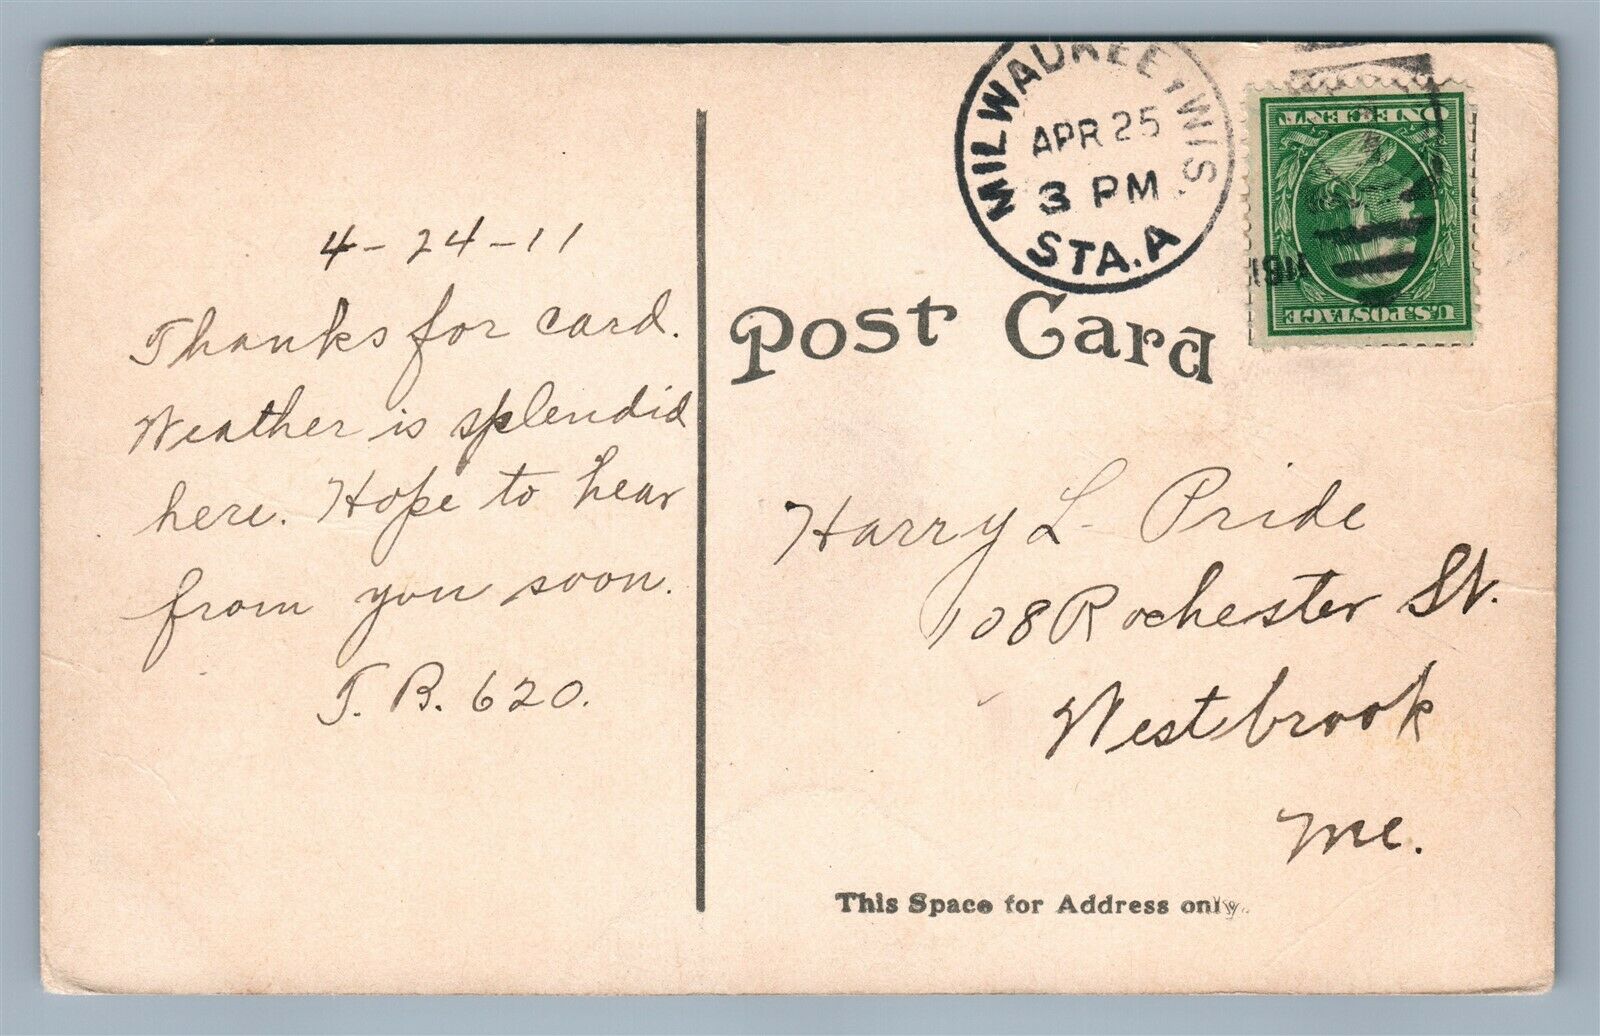 4-24-11
Thanks for card.
Weather is splendid
here. Hope to hear
from you soon.
T. B. 620.
MILWAUKEE, WIS.
APR 25
3 PM
STA. A
1911
ONE CENT
U.S. POSTAGE
Post Card
Harry L. Pride
108 Rochester St.
Westbrook
Me.
This Space for Address only.